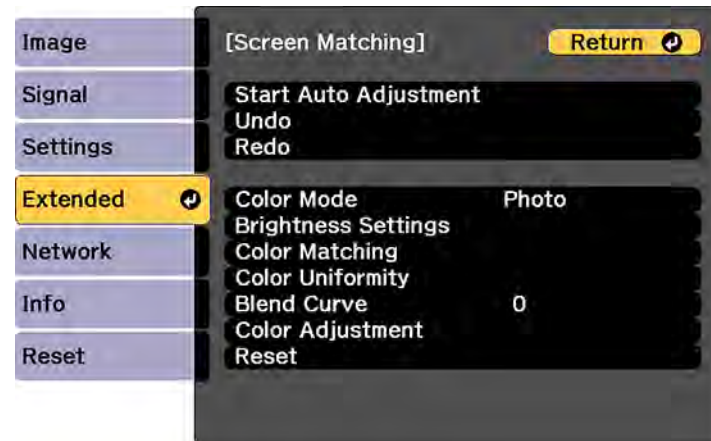 Image
Signal
Settings
Extended
Network
Info
Reset
[Screen Matching] Return
Start Auto Adjustment
Undo
Redo
Color Mode Photo
Brightness Settings
Color Matching
Color Uniformity
Blend Curve 0
Color Adjustment
Reset